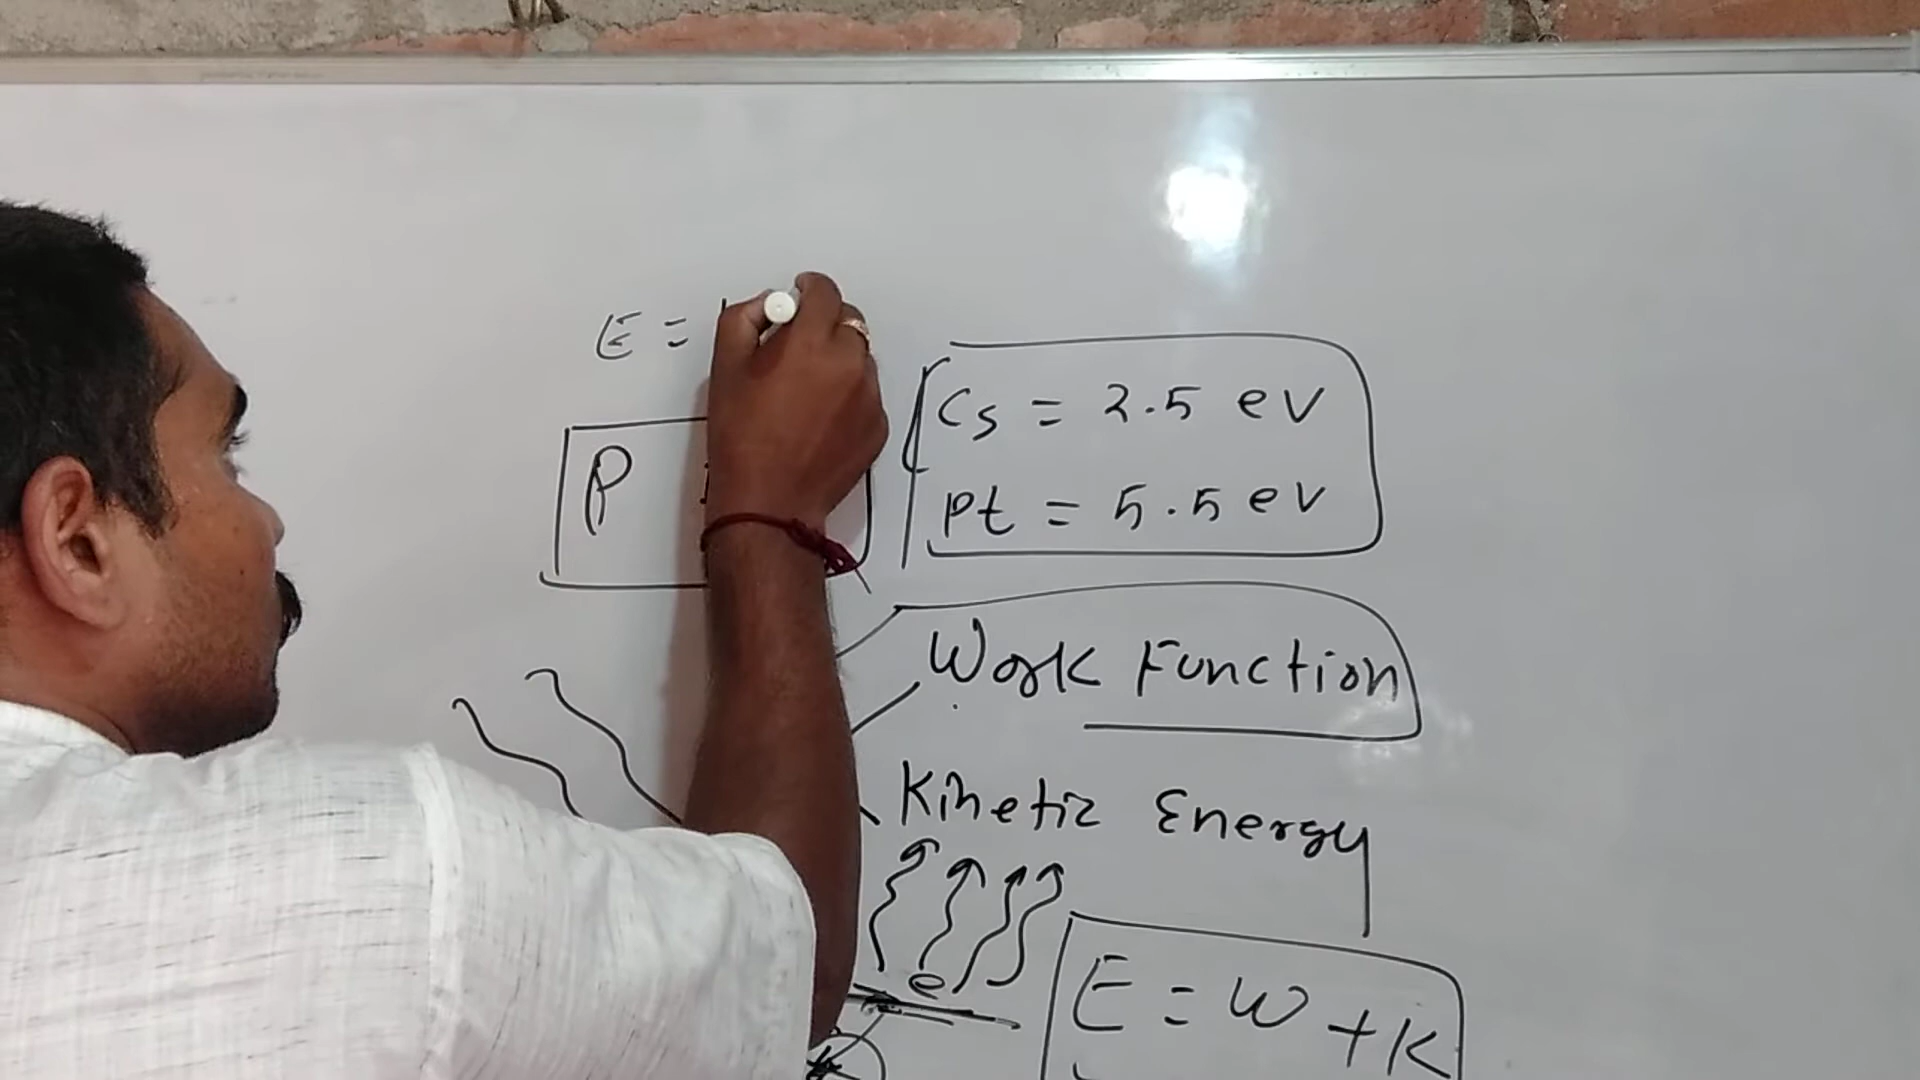 E =
Cs = 2.5 eV
P
Pt = 5.5 eV
Work Function
Kinetic Energy
e
E = W + K